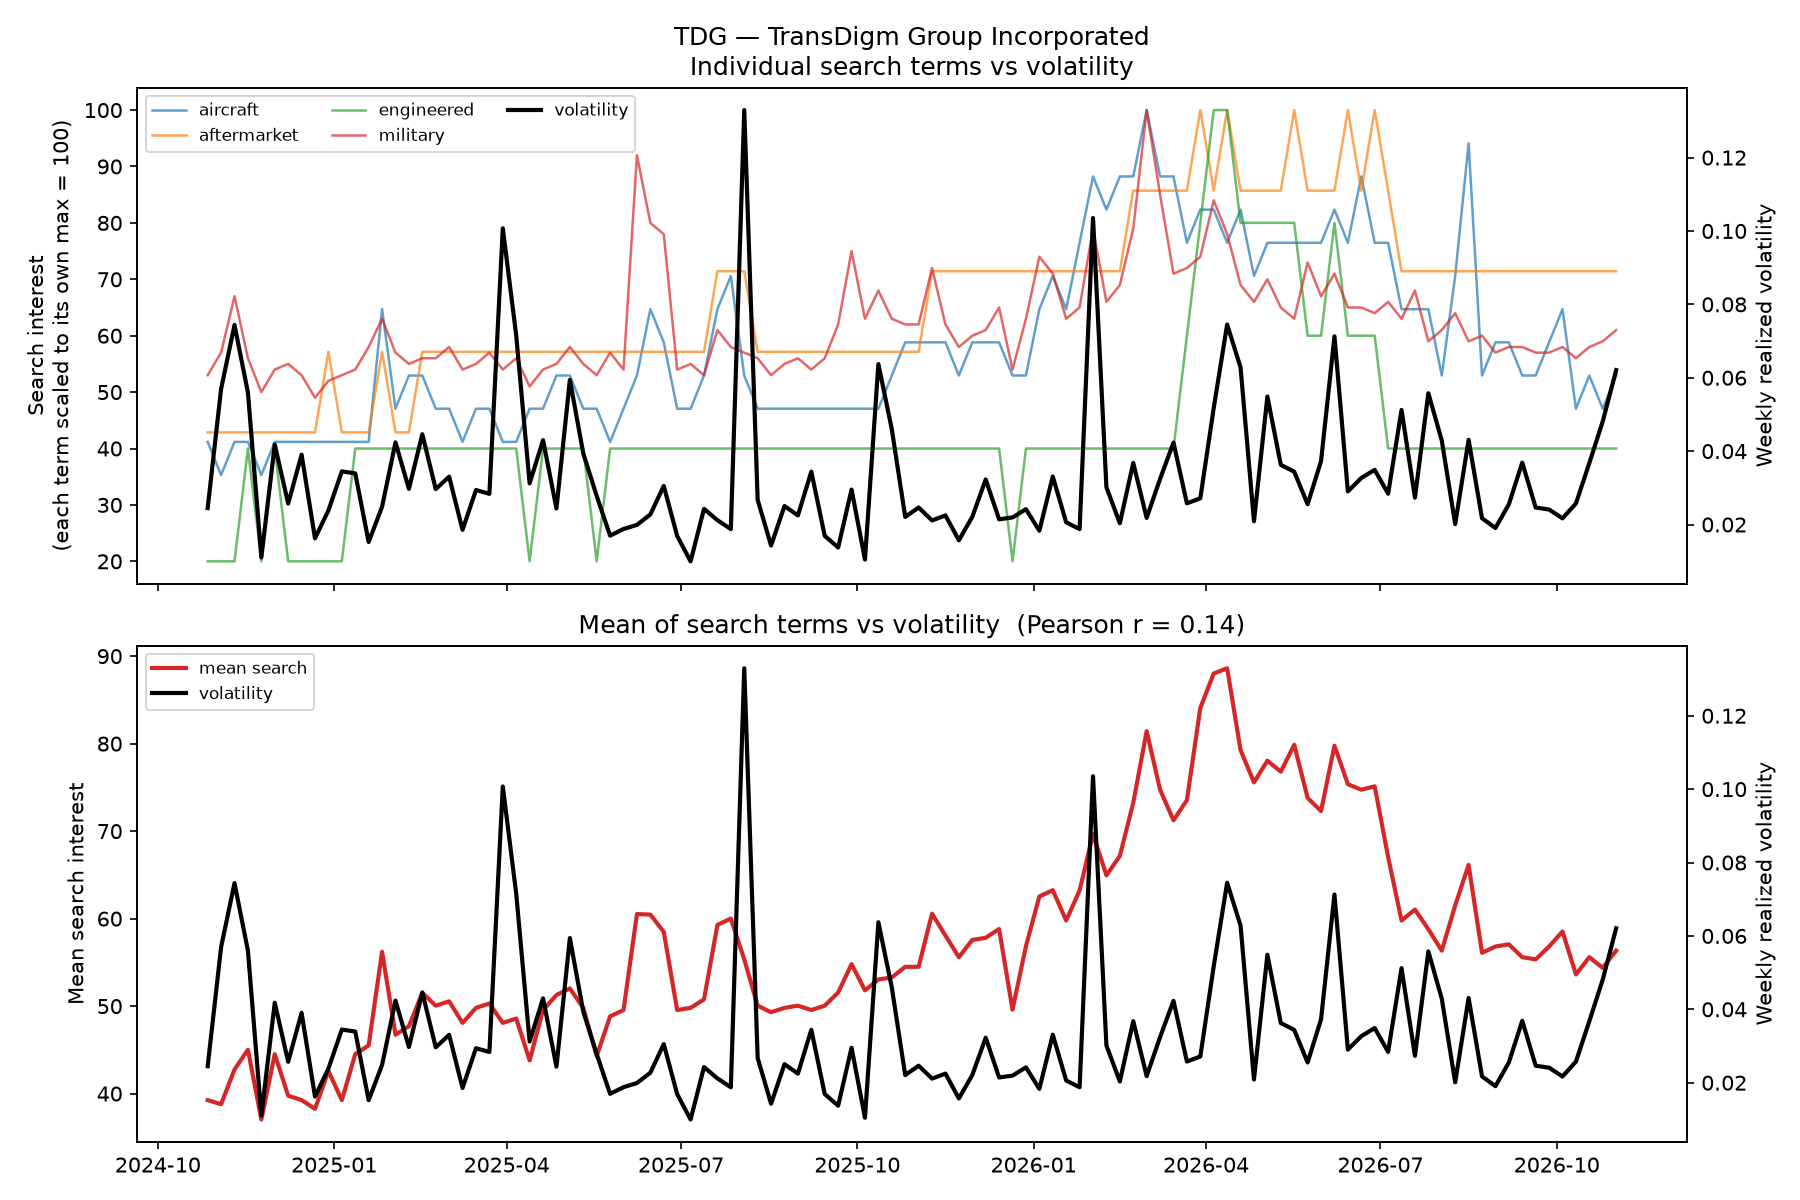 TDG — TransDigm Group Incorporated
Individual search terms vs volatility
aircraft
aftermarket
engineered
military
volatility
Search interest
(each term scaled to its own max = 100)
100
90
80
70
60
50
40
30
20
0.12
0.10
0.08
0.06
0.04
0.02
Weekly realized volatility
Mean of search terms vs volatility (Pearson r = 0.14)
mean search
volatility
Mean search interest
90
80
70
60
50
40
0.12
0.10
0.08
0.06
0.04
0.02
Weekly realized volatility
2024-10
2025-01
2025-04
2025-07
2025-10
2026-01
2026-04
2026-07
2026-10